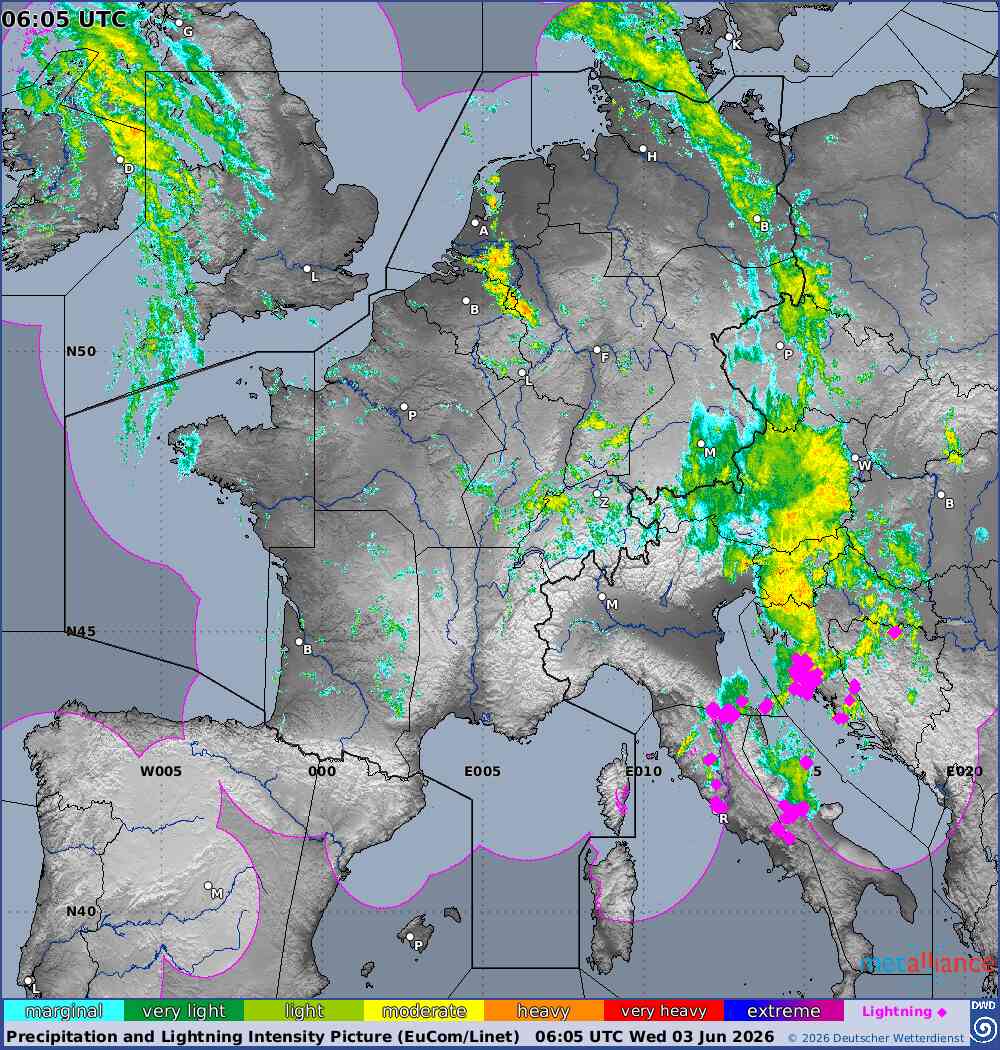 06:05 UTC
G
K
D
H
A
B
L
B
N50
F
P
L
P
M
W
Z
B
M
N45
B
W005
000
E005
E010
5
E020
R
M
N40
P
L
metalliance
marginal very light light moderate heavy very heavy extreme Lightning
DWD
Precipitation and Lightning Intensity Picture (EuCom/Linet) 06:05 UTC Wed 03 Jun 2026 © 2026 Deutscher Wetterdienst